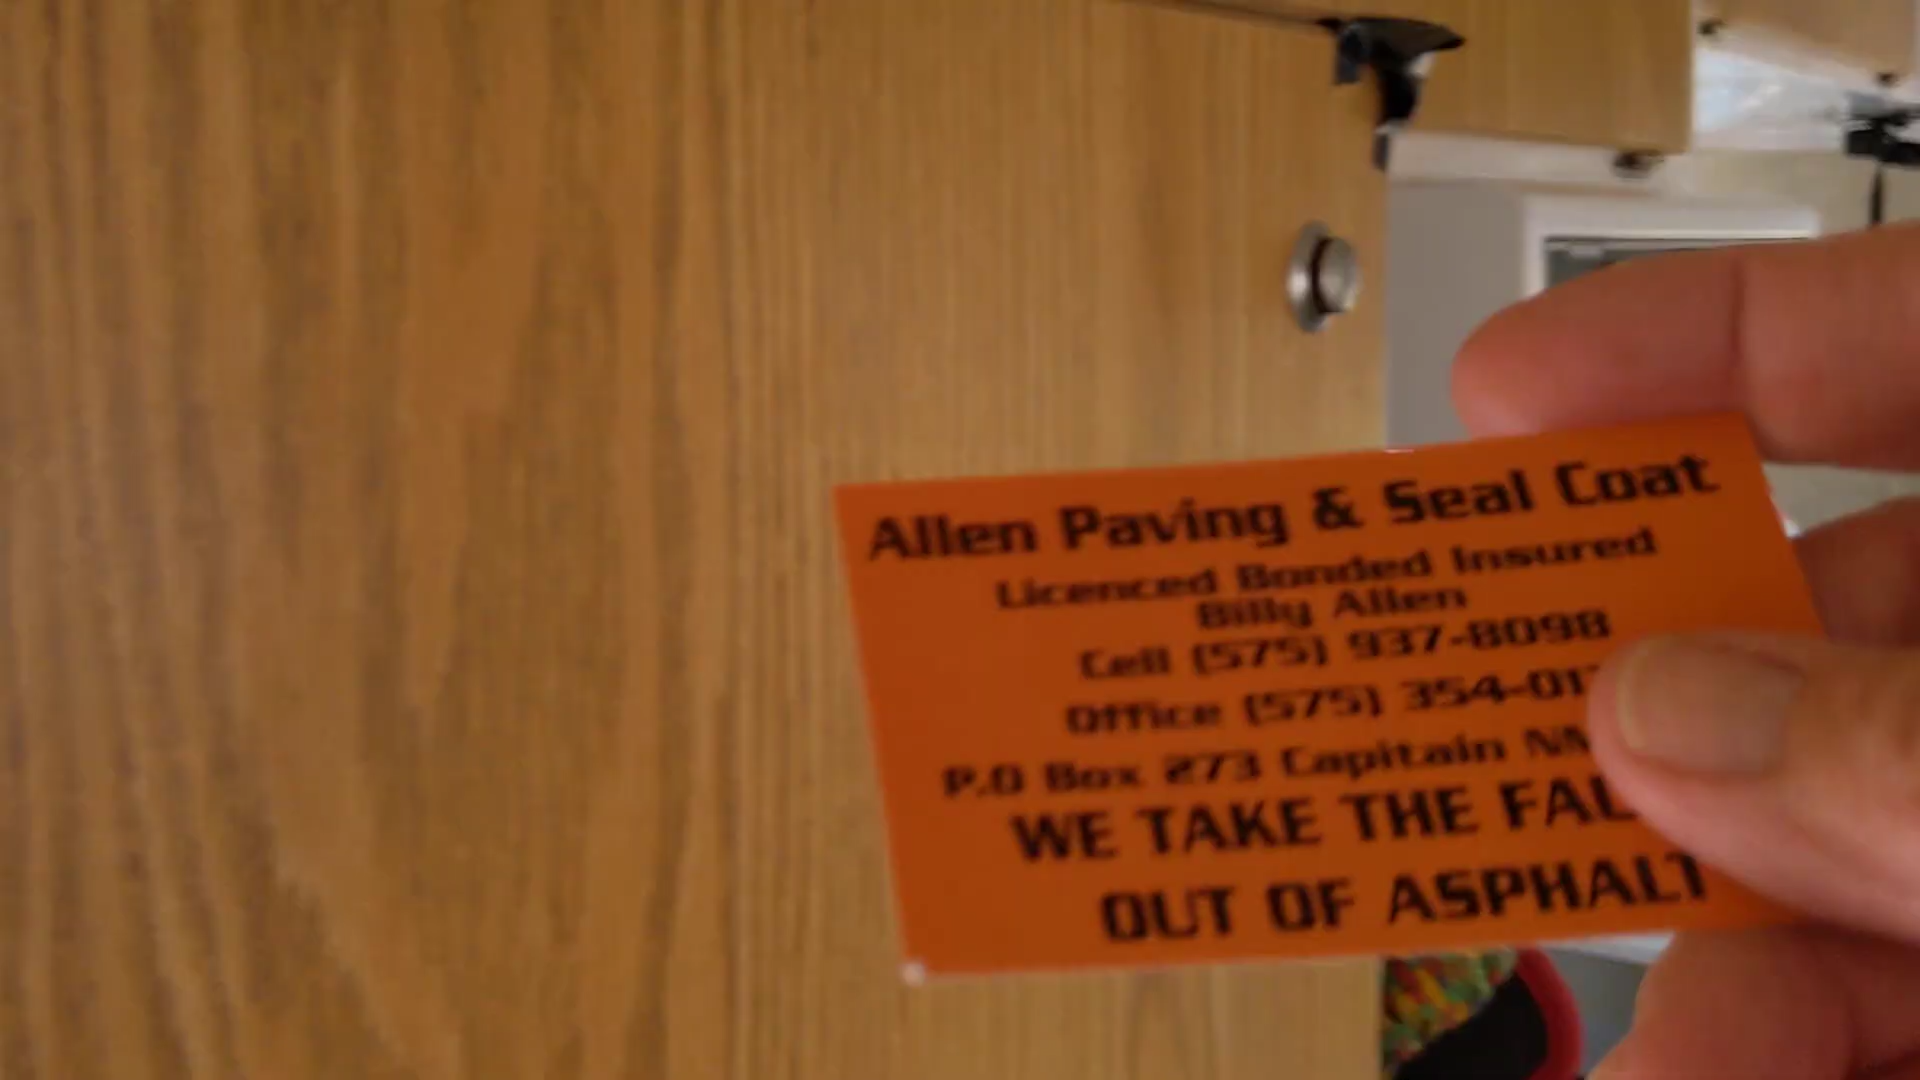 Allen Paving & Seal Coat
Licenced Bonded Insured
Billy Allen
Cell (575) 937-8098
Office (575) 354-01
P.O Box 273 Capitain NM
WE TAKE THE
OUT OF ASPHALT